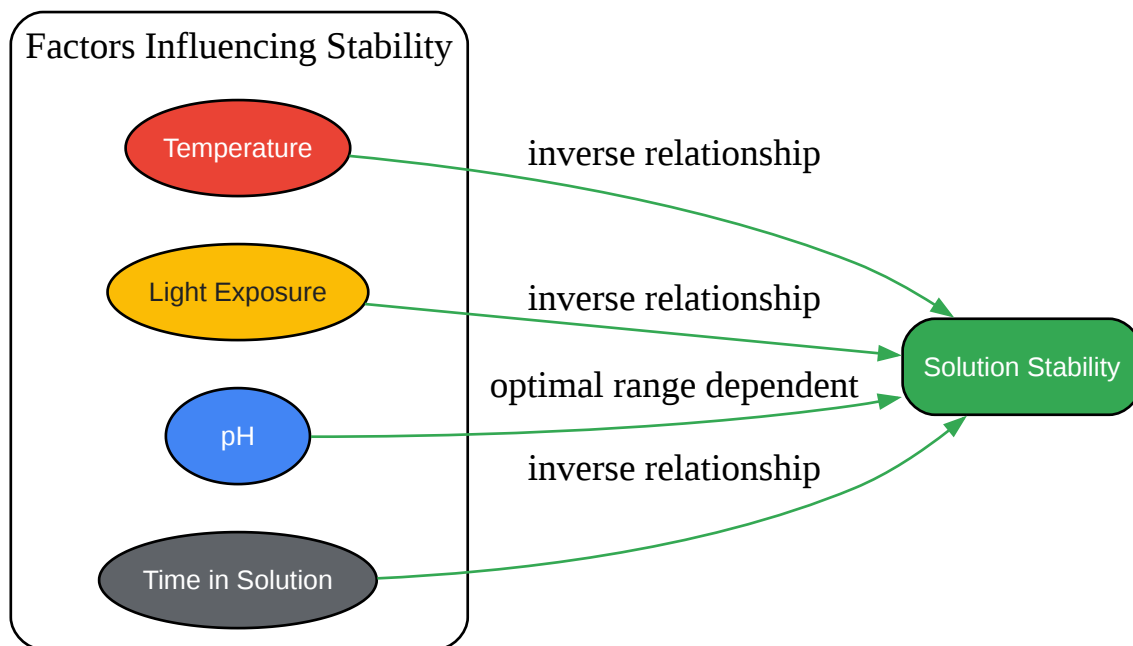 Factors Influencing Stability
Temperature
inverse relationship
Light Exposure
inverse relationship
Solution Stability
optimal range dependent
pH
inverse relationship
Time in Solution